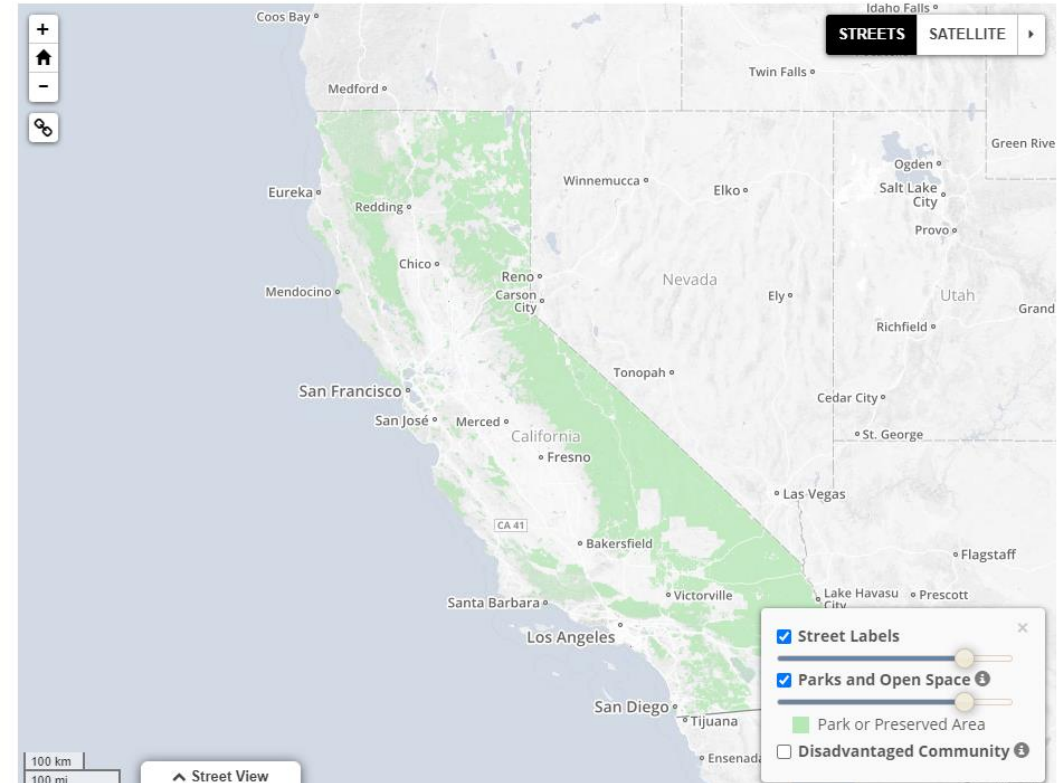 Idaho Falls
Coos Bay
+
STREETS SATELLITE
-
Twin Falls
Medford
Green Rive
Ogden
Winnemucca
Elko
Salt Lake
City
Eureka
Redding
Provo
Chico
Reno
Nevada
Mendocino
Carson
City
Ely
Utah
Grand
Richfield
Tonopah
San Francisco
Cedar City
San José
Merced
California
St. George
Fresno
Las Vegas
CA 41
Bakersfield
Flagstaff
Victorville
Lake Havasu
City
Prescott
Santa Barbara
Los Angeles
Street Labels
Parks and Open Space
San Diego
Park or Preserved Area
Tijuana
Disadvantaged Community
Ensenada
100 km
100 mi
Street View